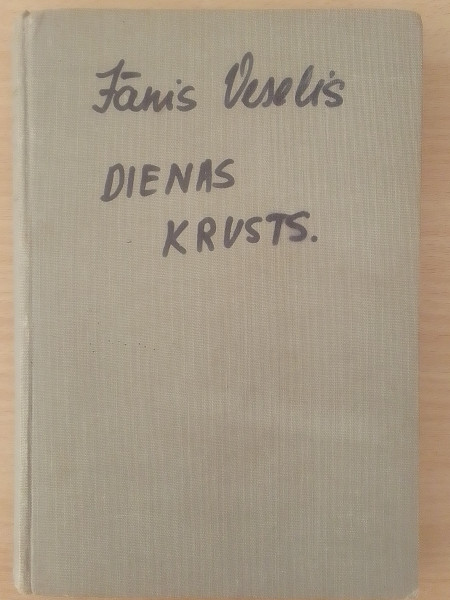 Jānis Veselis
DIENAS
KRUSTS.